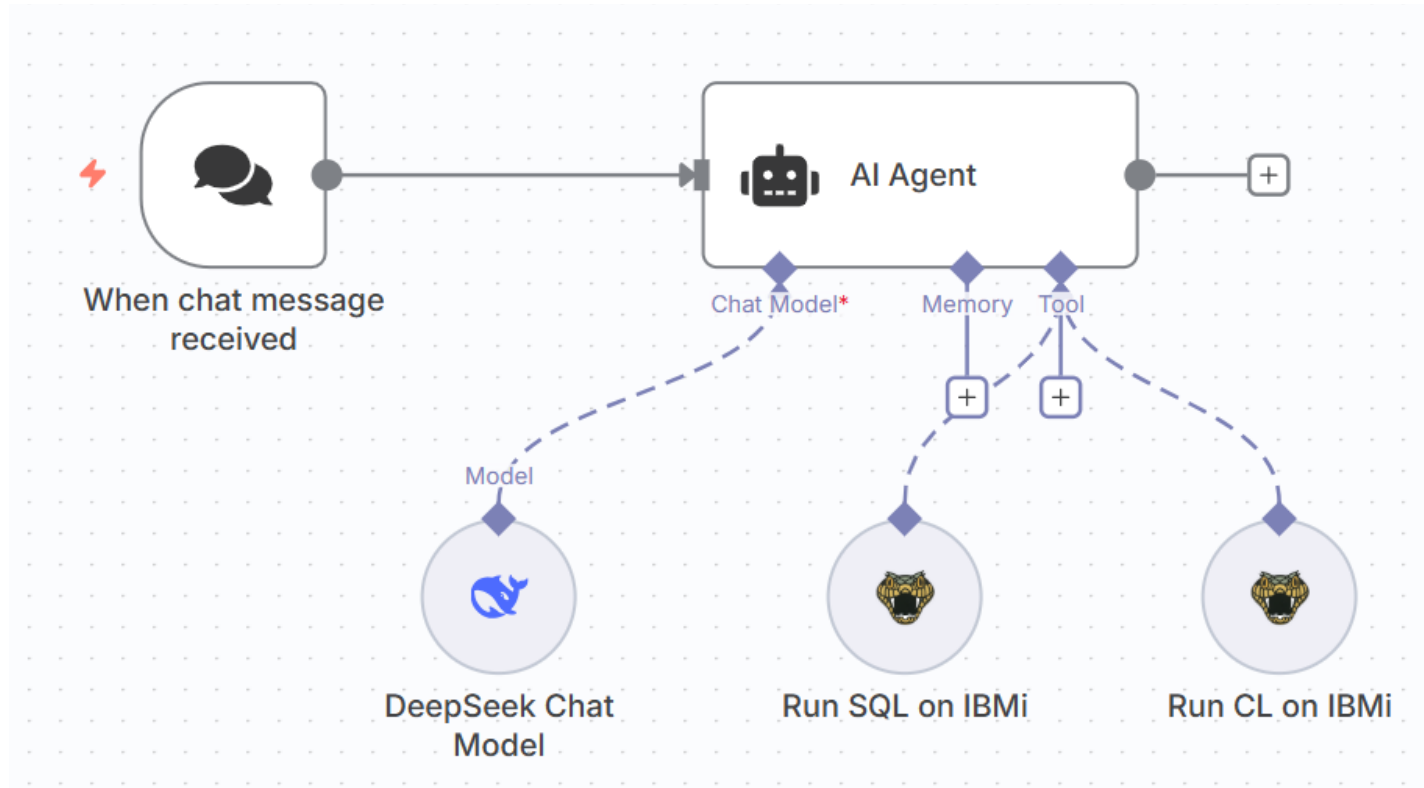 When chat message
received
AI Agent
Chat Model*
Memory
Tool
Model
DeepSeek Chat
Model
Run SQL on IBMi
Run CL on IBMi